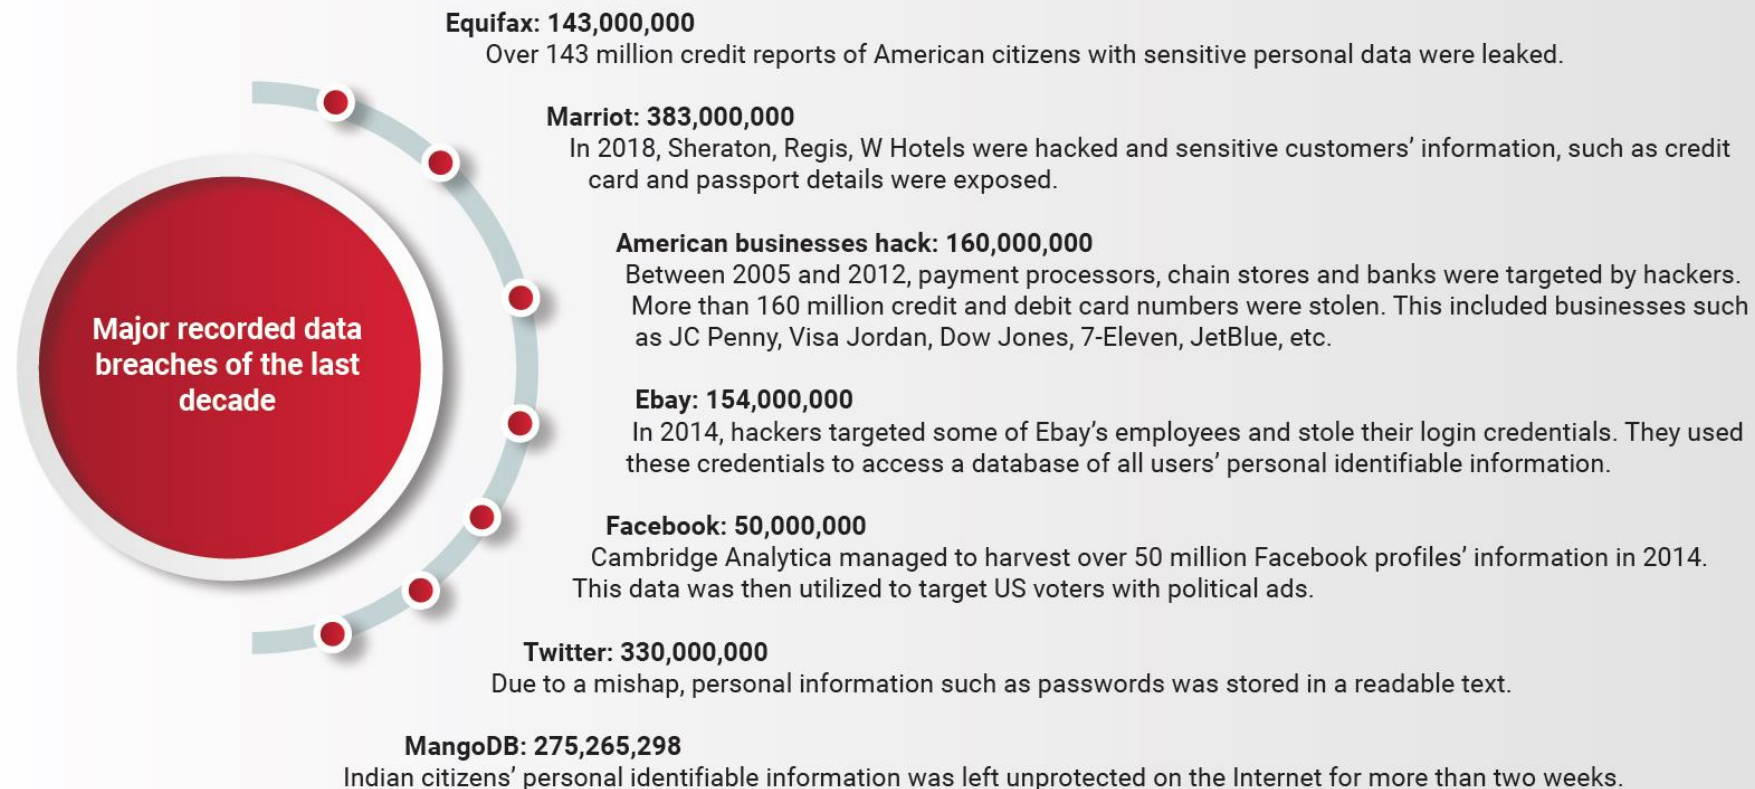 Equifax: 143,000,000
Over 143 million credit reports of American citizens with sensitive personal data were leaked.
Marriot: 383,000,000
In 2018, Sheraton, Regis, W Hotels were hacked and sensitive customers’ information, such as credit
card and passport details were exposed.
American businesses hack: 160,000,000
Between 2005 and 2012, payment processors, chain stores and banks were targeted by hackers.
More than 160 million credit and debit card numbers were stolen. This included businesses such
as JC Penny, Visa Jordan, Dow Jones, 7-Eleven, JetBlue, etc.
Major recorded data
breaches of the last
decade
Ebay: 154,000,000
In 2014, hackers targeted some of Ebay’s employees and stole their login credentials. They used
these credentials to access a database of all users’ personal identifiable information.
Facebook: 50,000,000
Cambridge Analytica managed to harvest over 50 million Facebook profiles’ information in 2014.
This data was then utilized to target US voters with political ads.
Twitter: 330,000,000
Due to a mishap, personal information such as passwords was stored in a readable text.
MangoDB: 275,265,298
Indian citizens’ personal identifiable information was left unprotected on the Internet for more than two weeks.